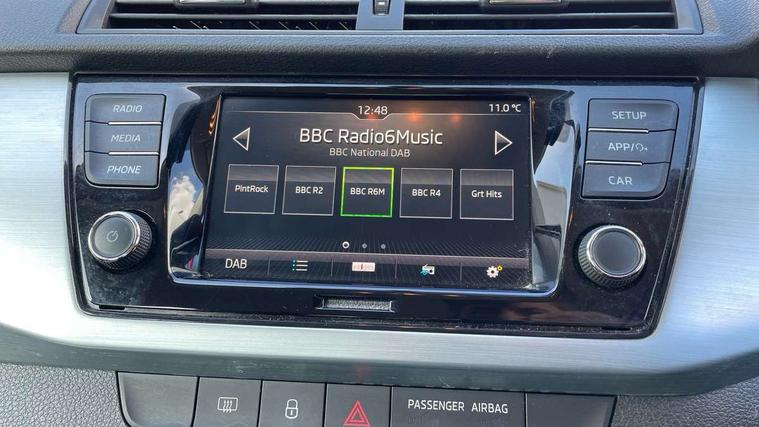 RADIO
MEDIA
PHONE
12:48
11.0 °C
BBC Radio6Music
BBC National DAB
PlntRock
BBC R2
BBC R6M
BBC R4
Grt Hits
DAB
SETUP
APP/
CAR
PASSENGER AIRBAG